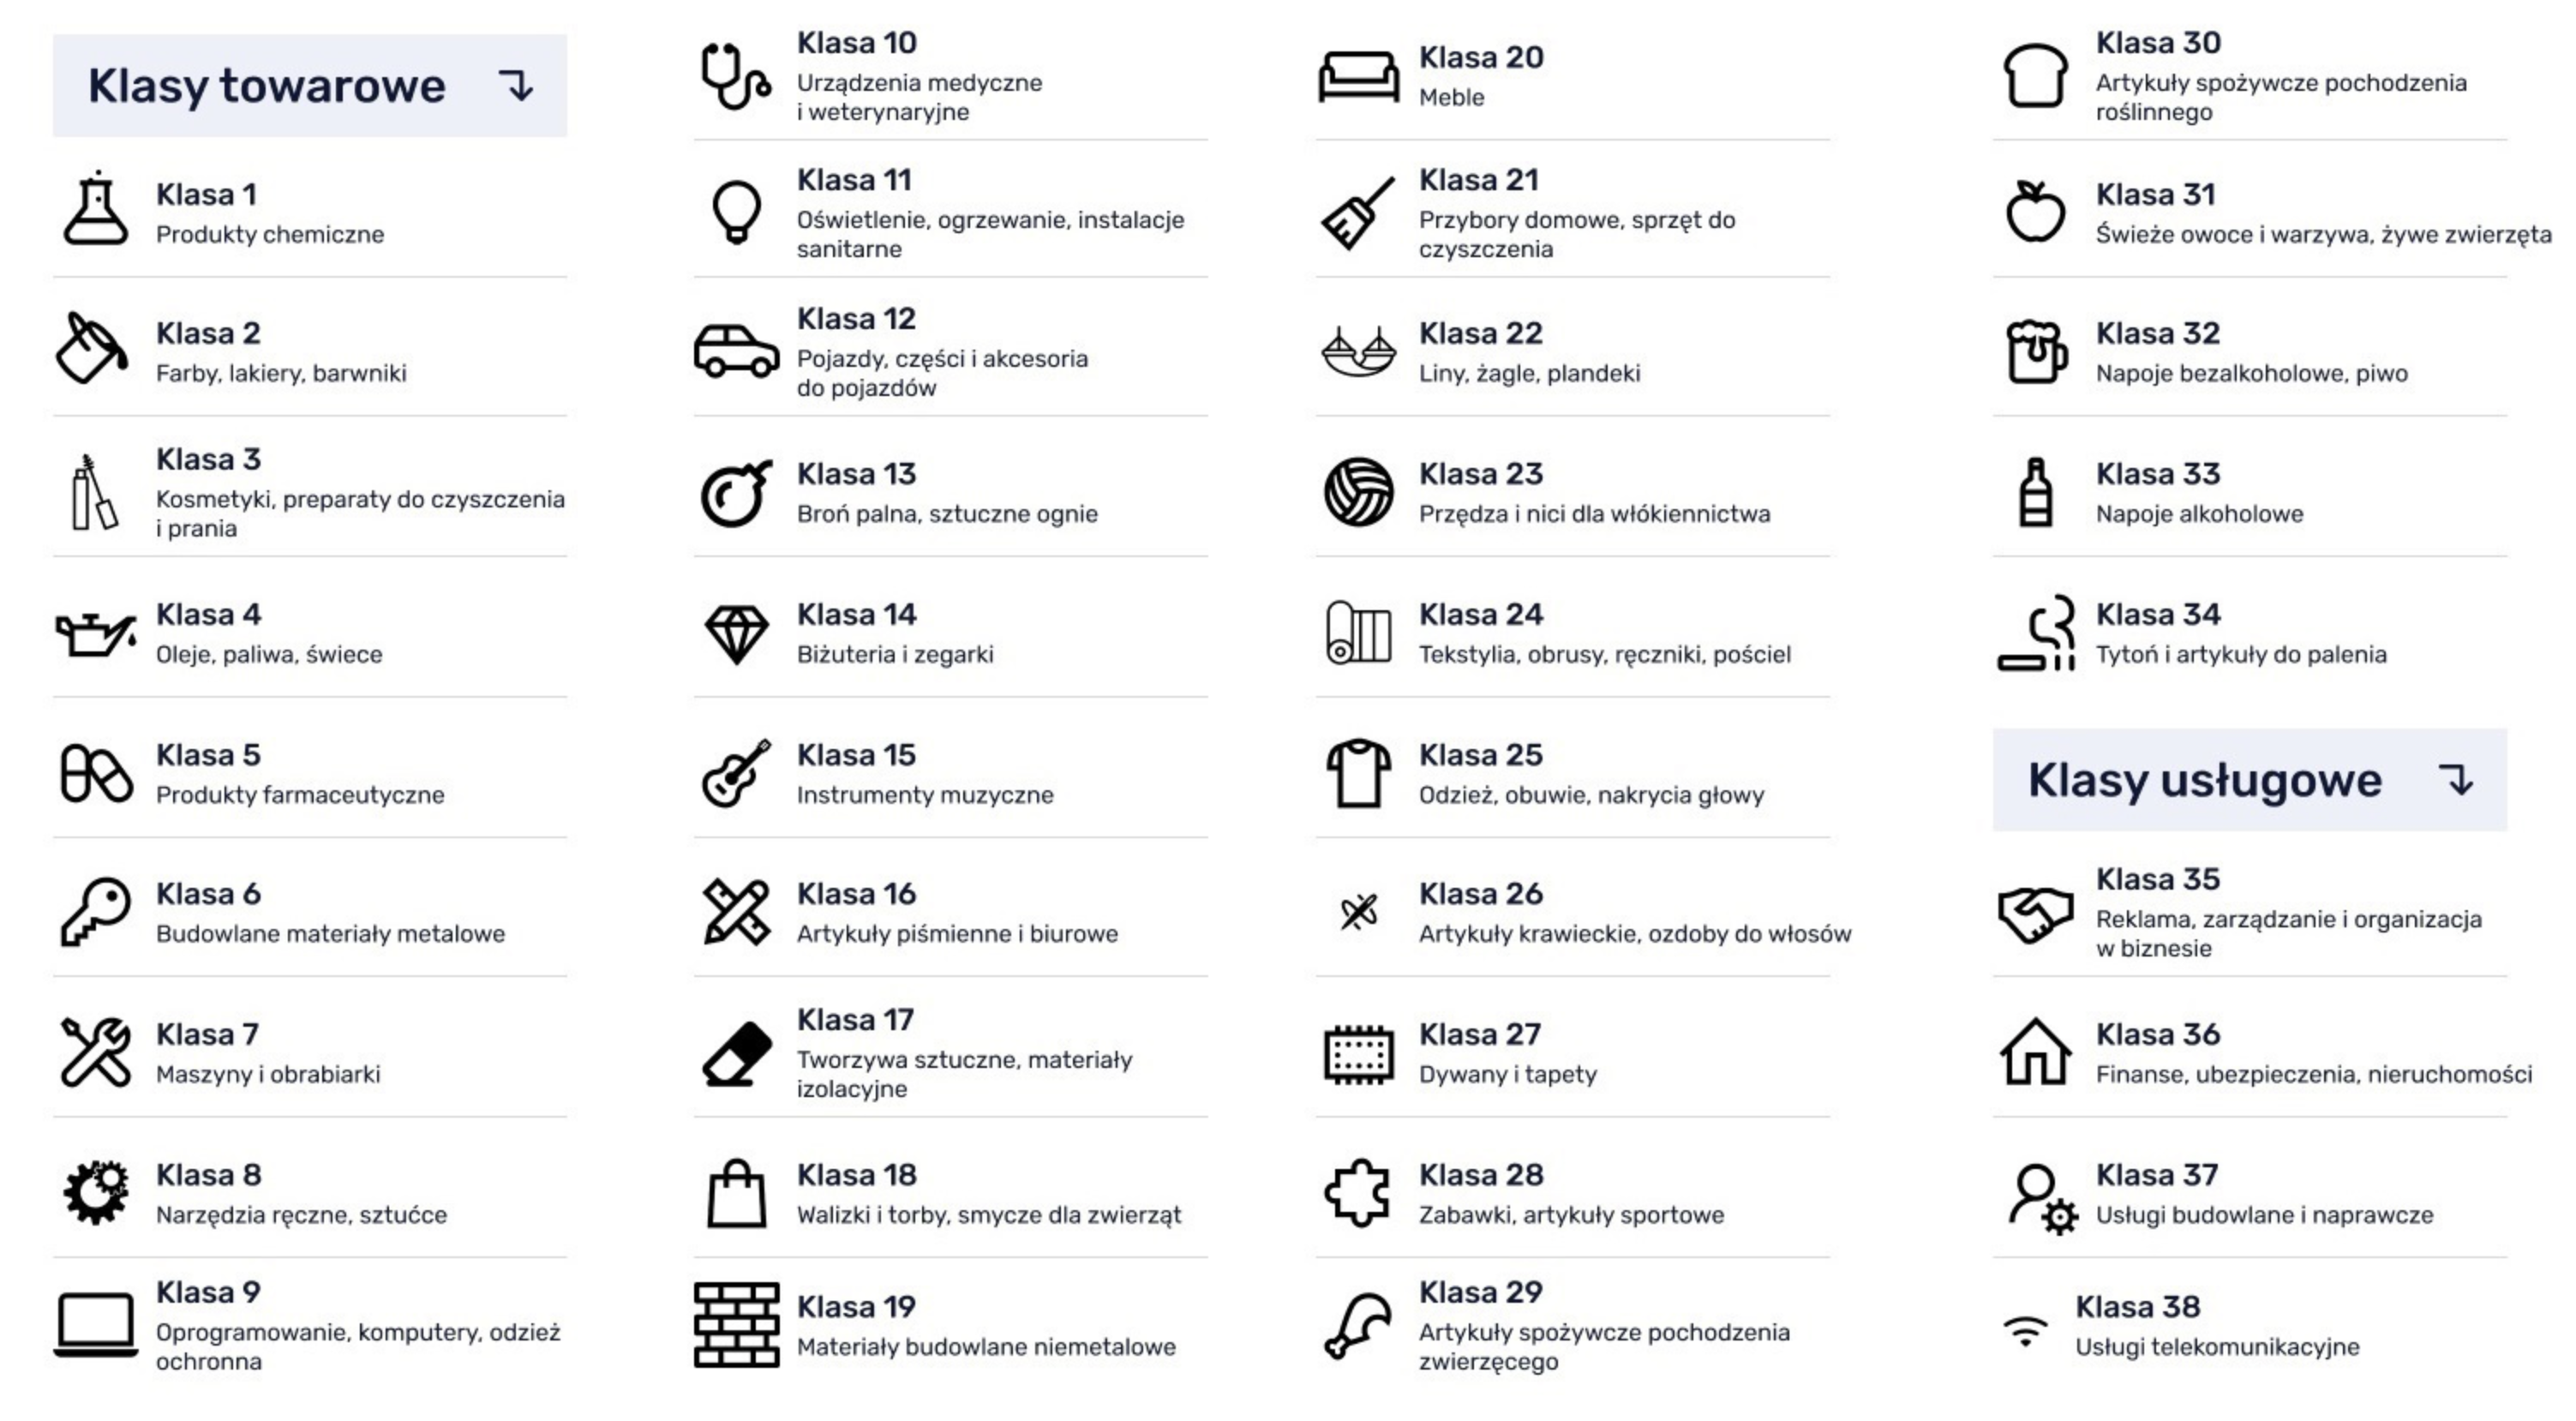 Klasy towarowe
Klasa 1
Produkty chemiczne
Klasa 2
Farby, lakiery, barwniki
Klasa 3
Kosmetyki, preparaty do czyszczenia
i prania
Klasa 4
Oleje, paliwa, świece
Klasa 5
Produkty farmaceutyczne
Klasa 6
Budowlane materiały metalowe
Klasa 7
Maszyny i obrabiarki
Klasa 8
Narzędzia ręczne, sztućce
Klasa 9
Oprogramowanie, komputery, odzież
ochronna
Klasa 10
Urządzenia medyczne
i weterynaryjne
Klasa 11
Oświetlenie, ogrzewanie, instalacje
sanitarne
Klasa 12
Pojazdy, części i akcesoria
do pojazdów
Klasa 13
Broń palna, sztuczne ognie
Klasa 14
Biżuteria i zegarki
Klasa 15
Instrumenty muzyczne
Klasa 16
Artykuły piśmienne i biurowe
Klasa 17
Tworzywa sztuczne, materiały
izolacyjne
Klasa 18
Walizki i torby, smycze dla zwierząt
Klasa 19
Materiały budowlane niemetalowe
Klasa 20
Meble
Klasa 21
Przybory domowe, sprzęt do
czyszczenia
Klasa 22
Liny, żagle, plandeki
Klasa 23
Przędza i nici dla włókiennictwa
Klasa 24
Tekstylia, obrusy, ręczniki, pościel
Klasa 25
Odzież, obuwie, nakrycia głowy
Klasa 26
Artykuły krawieckie, ozdoby do włosów
Klasa 27
Dywany i tapety
Klasa 28
Zabawki, artykuły sportowe
Klasa 29
Artykuły spożywcze pochodzenia
zwierzęcego
Klasa 30
Artykuły spożywcze pochodzenia
roślinnego
Klasa 31
Świeże owoce i warzywa, żywe zwierzęta
Klasa 32
Napoje bezalkoholowe, piwo
Klasa 33
Napoje alkoholowe
Klasa 34
Tytoń i artykuły do palenia
Klasy usługowe
Klasa 35
Reklama, zarządzanie i organizacja
w biznesie
Klasa 36
Finanse, ubezpieczenia, nieruchomości
Klasa 37
Usługi budowlane i naprawcze
Klasa 38
Usługi telekomunikacyjne